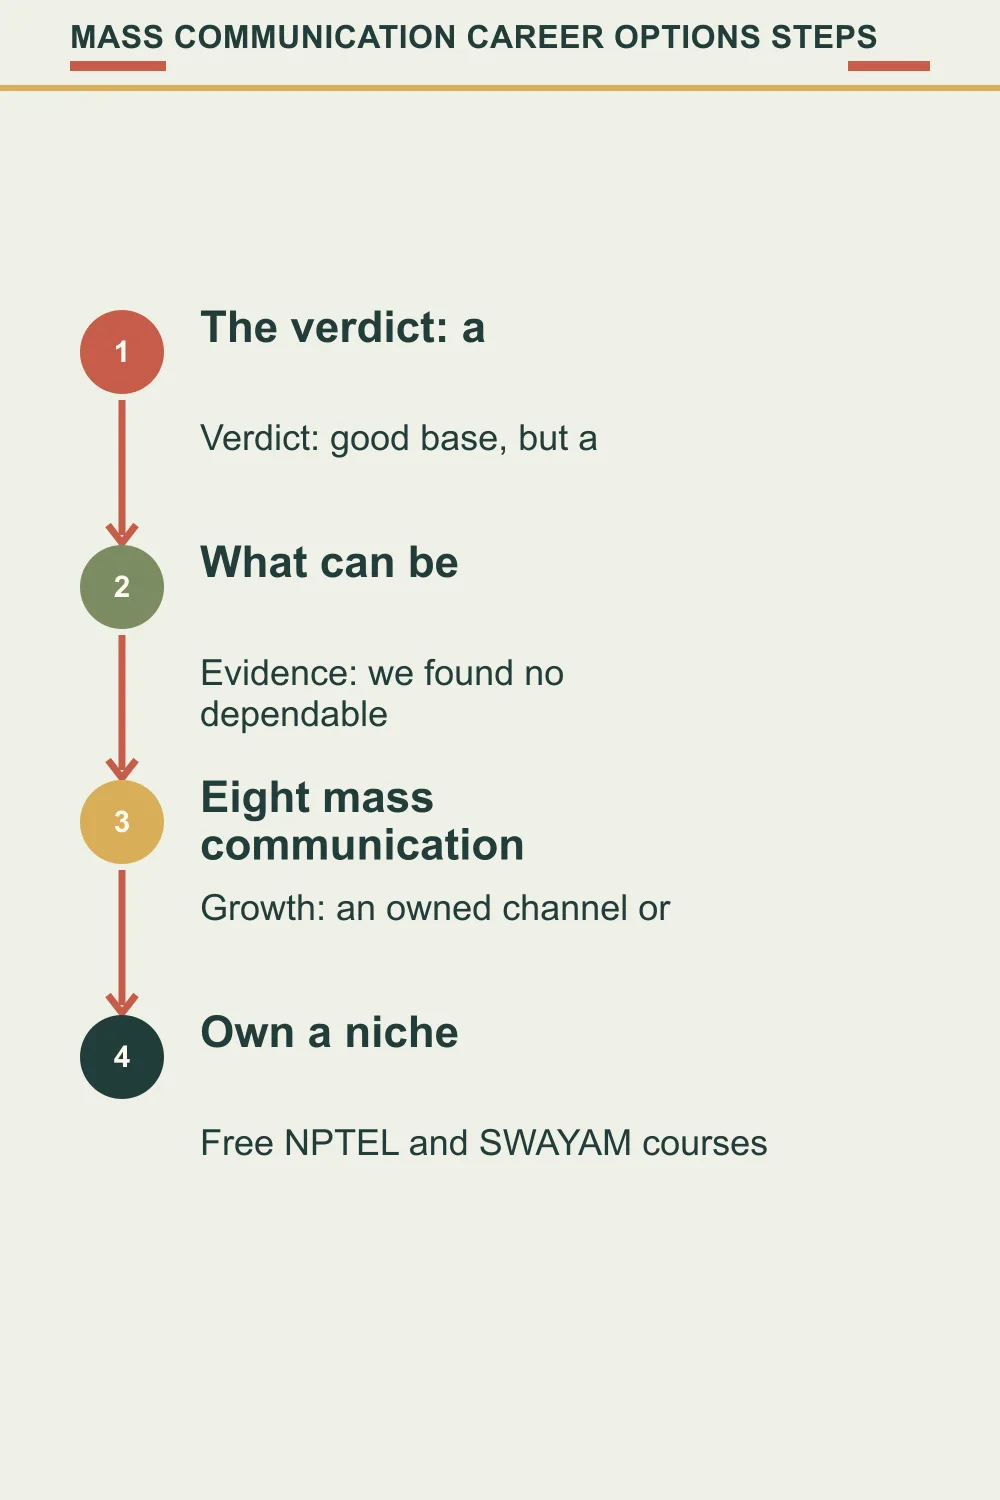 MASS COMMUNICATION CAREER OPTIONS STEPS
1
The verdict: a
Verdict: good base, but a
2
What can be
Evidence: we found no
dependable
3
Eight mass
communication
Growth: an owned channel or
4
Own a niche
Free NPTEL and SWAYAM courses